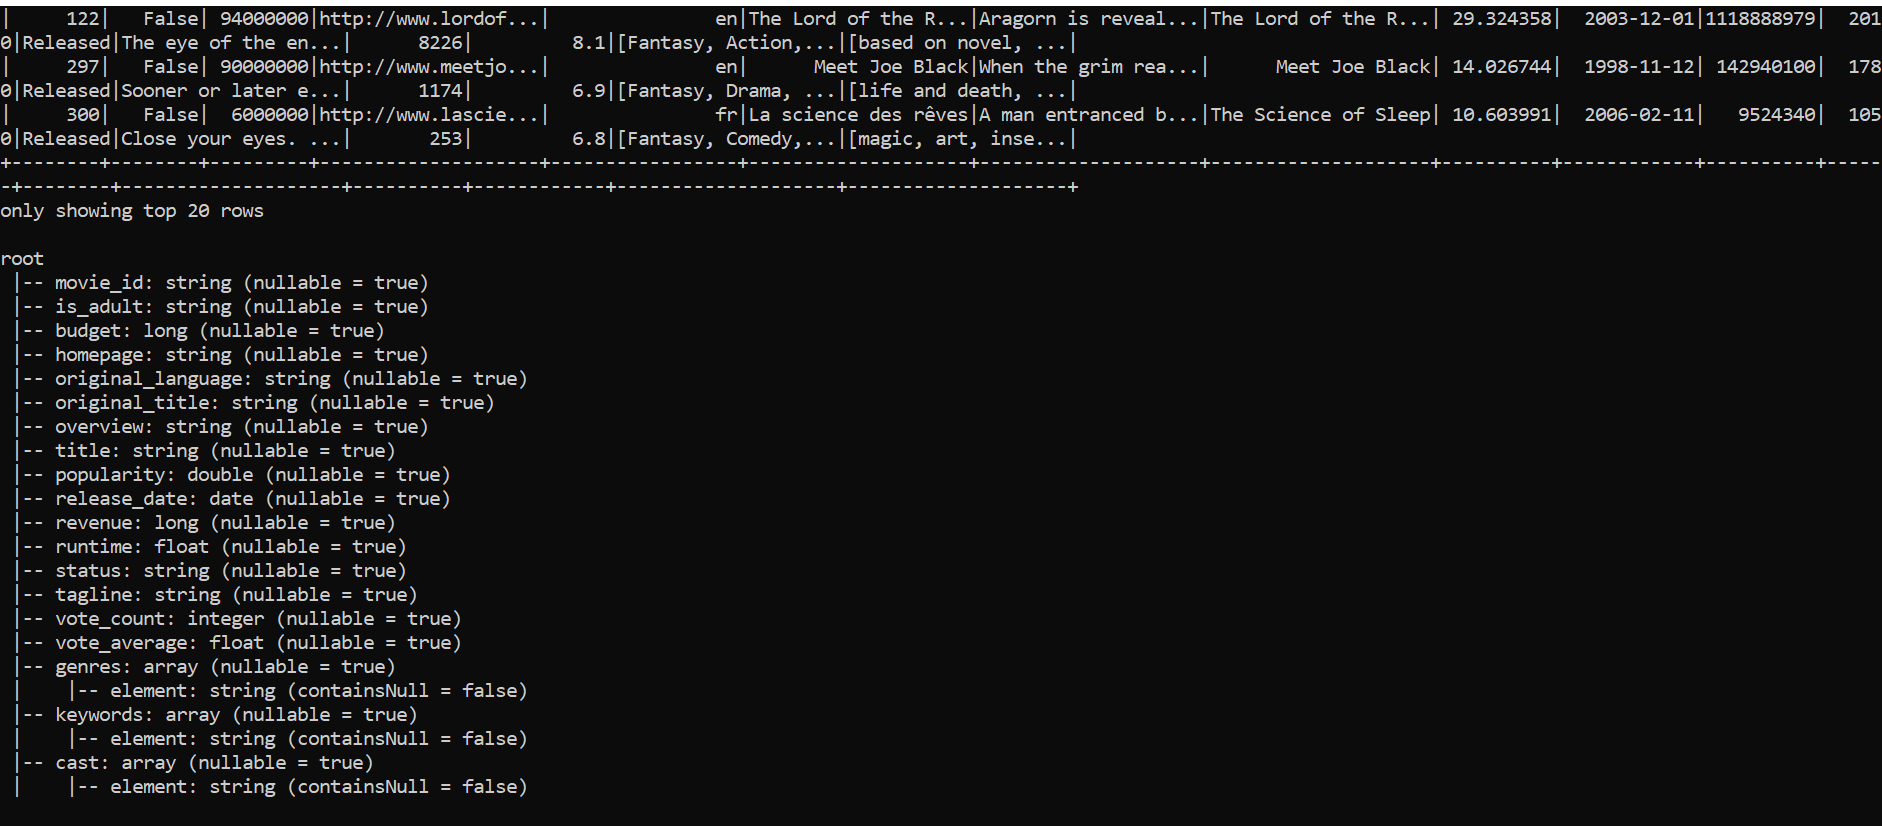 |     122|   False| 94000000|http://www.lordof...|               en|The Lord of the R...|Aragorn is reveal...|The Lord of the R...| 29.324358|  2003-12-01|1118888979|  201
0|Released|The eye of the en...|      8226|         8.1|[Fantasy, Action,...|[based on novel, ...|
|     297|   False| 90000000|http://www.meetjo...|               en|      Meet Joe Black|When the grim rea...|      Meet Joe Black| 14.026744|  1998-11-12| 142940100|  178
0|Released|Sooner or later e...|      1174|         6.9|[Fantasy, Drama, ...|[life and death, ...|
|     300|   False|  6000000|http://www.lascie...|               fr|La science des rêves|A man entranced b...|The Science of Sleep| 10.603991|  2006-02-11|   9524340|  105
0|Released|Close your eyes. ...|       253|         6.8|[Fantasy, Comedy,...|[magic, art, inse...|
+--------+--------+---------+--------------------+-----------------+--------------------+--------------------+--------------------+----------+------------+----------+-----
-+--------+--------------------+----------+------------+--------------------+--------------------+
only showing top 20 rows
root
 |-- movie_id: string (nullable = true)
 |-- is_adult: string (nullable = true)
 |-- budget: long (nullable = true)
 |-- homepage: string (nullable = true)
 |-- original_language: string (nullable = true)
 |-- original_title: string (nullable = true)
 |-- overview: string (nullable = true)
 |-- title: string (nullable = true)
 |-- popularity: double (nullable = true)
 |-- release_date: date (nullable = true)
 |-- revenue: long (nullable = true)
 |-- runtime: float (nullable = true)
 |-- status: string (nullable = true)
 |-- tagline: string (nullable = true)
 |-- vote_count: integer (nullable = true)
 |-- vote_average: float (nullable = true)
 |-- genres: array (nullable = true)
 |    |-- element: string (containsNull = false)
 |-- keywords: array (nullable = true)
 |    |-- element: string (containsNull = false)
 |-- cast: array (nullable = true)
 |    |-- element: string (containsNull = false)